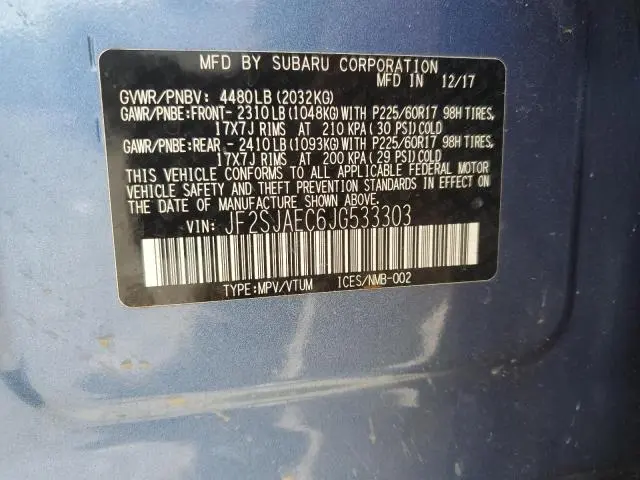 MFD BY SUBARU CORPORATION
MFD IN 12/17
GVWR/PNBV: 4480LB (2032KG)
GAWR/PNBE:FRONT- 2310LB (1048KG) WITH P225/60R17 98H TIRES,
17X7J RIMS AT 210 KPA (30 PSI) COLD
GAWR/PNBE:REAR - 2410LB (1093KG) WITH P225/60R17 98H TIRES,
17X7J RIMS AT 200 KPA (29 PSI) COLD
THIS VEHICLE CONFORMS TO ALL APPLICABLE FEDERAL MOTOR
VEHICLE SAFETY AND THEFT PREVENTION STANDARDS IN EFFECT ON
THE DATE OF MANUFACTURE SHOWN ABOVE.
VIN: JF2SJAEC6JG533303
TYPE:MPV/VTUM ICES/NMB-002